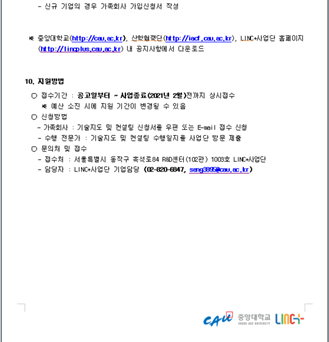 - 신규 기업의 경우 가족회사 가입신청서 작성
※ 중앙대학교(http://cau.ac.kr), 산학협력단(http://iacf.cau.ac.kr), LINC+사업단 홈페이지
(http://lincplus.cau.ac.kr) 내 공지사항에서 다운로드
10. 지원방법
○ 접수기간 : 공고일부터 ~ 사업종료(2021년 2월)전까지 상시접수
※ 예산 소진 시에 지원 기간이 변경될 수 있음
○ 신청방법
- 가족회사 : 기술지도 및 컨설팅 신청서를 우편 또는 E-mail 접수 신청
- 수행 전문가 : 기술지도 및 컨설팅 수행일지를 사업단 방문 제출
○ 문의처 및 접수
- 접수처 : 서울특별시 동작구 흑석로84 R&D센터(102관) 1003호 LINC+사업단
- 담당자 : LINC+사업단 기업담당 (02-820-6847, sang3895@cau.ac.kr)
CAU 중앙대학교 LINC+